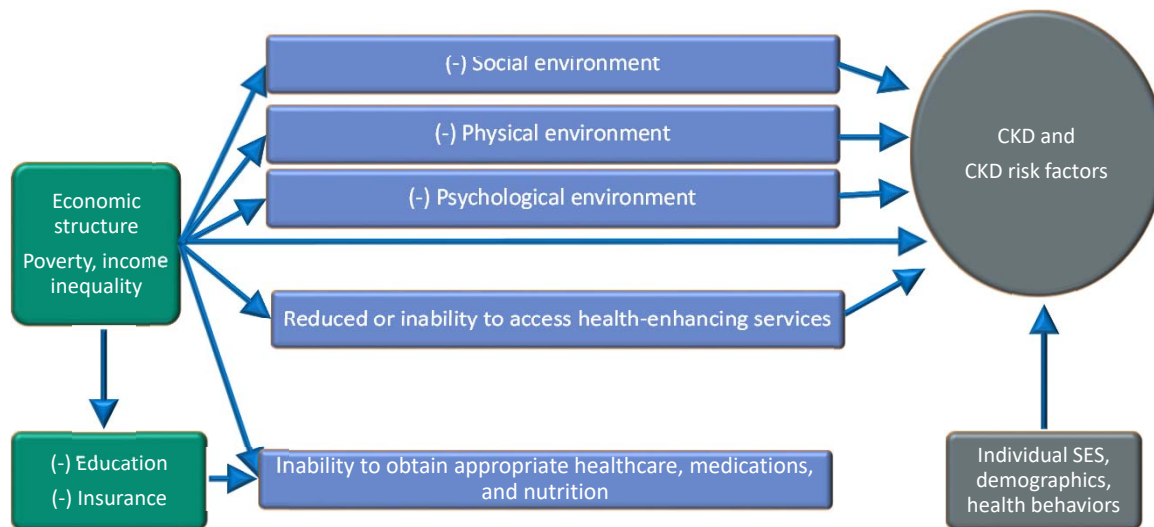 (-) Social environment
(-) Physical environment
(-) Psychological environment
CKD and
CKD risk factors
Economic
structure
Poverty, income
inequality
Reduced or inability to access health-enhancing services
(-) Education
(-) Insurance
Inability to obtain appropriate healthcare, medications,
and nutrition
Individual SES,
demographics,
health behaviors